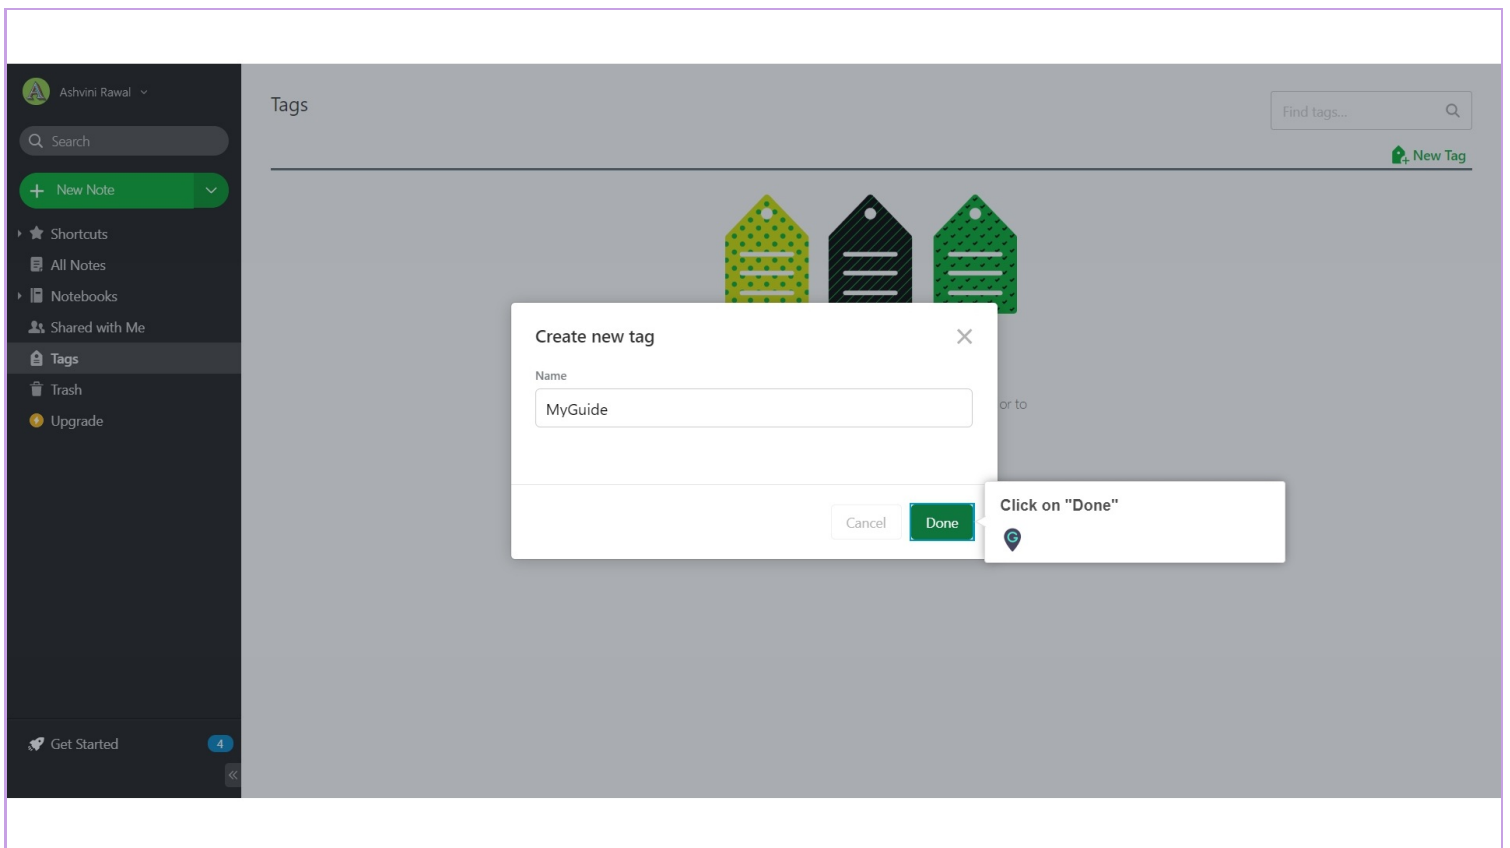 Ashvini Rawal
Search
New Note
Shortcuts
All Notes
Notebooks
Shared with Me
Tags
Trash
Upgrade
Get Started
4
Tags
Find tags...
New Tag
Create new tag
Name
MyGuide
or to
Cancel
Done
Click on "Done"
G